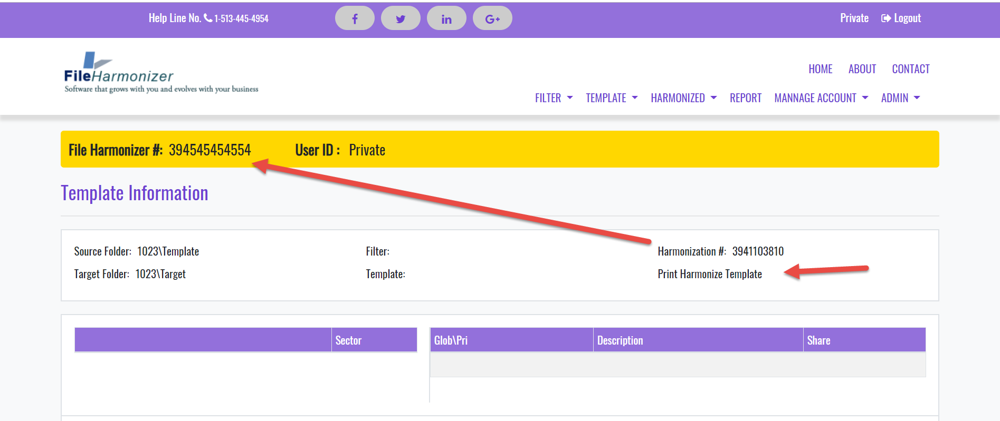 Help Line No. 1-513-445-4954
f
in
G+
Private Logout
FileHarmonizer
Software that grows with you and evolves with your business
HOME ABOUT CONTACT
FILTER TEMPLATE HARMONIZED REPORT MANNAGE ACCOUNT ADMIN
File Harmonizer #: 394545454554 User ID : Private
Template Information
Source Folder: 1023\Template Filter: Harmonization #: 3941103810
Target Folder: 1023\Target Template: Print Harmonize Template
Sector Glob\Pri Description Share